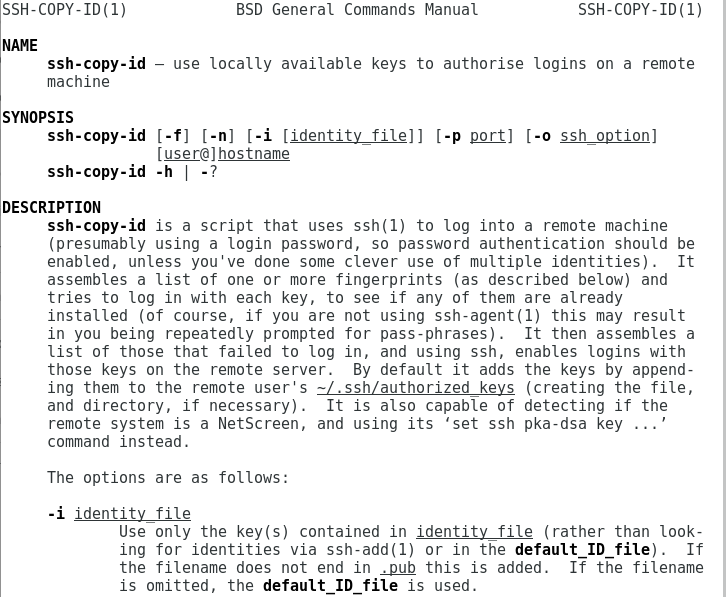 SSH-COPY-ID(1) BSD General Commands Manual SSH-COPY-ID(1)
NAME
ssh-copy-id — use locally available keys to authorise logins on a remote
machine
SYNOPSIS
ssh-copy-id [-f] [-n] [-i [identity_file]] [-p port] [-o ssh_option]
[user@]hostname
ssh-copy-id -h | -?
DESCRIPTION
ssh-copy-id is a script that uses ssh(1) to log into a remote machine
(presumably using a login password, so password authentication should be
enabled, unless you've done some clever use of multiple identities).  It
assembles a list of one or more fingerprints (as described below) and
tries to log in with each key, to see if any of them are already
installed (of course, if you are not using ssh-agent(1) this may result
in you being repeatedly prompted for pass-phrases).  It then assembles a
list of those that failed to log in, and using ssh, enables logins with
those keys on the remote server.  By default it adds the keys by append-
ing them to the remote user's ~/.ssh/authorized_keys (creating the file,
and directory, if necessary).  It is also capable of detecting if the
remote system is a NetScreen, and using its ‘set ssh pka-dsa key ...’
command instead.
The options are as follows:
-i identity_file
Use only the key(s) contained in identity_file (rather than look-
ing for identities via ssh-add(1) or in the default_ID_file).  If
the filename does not end in .pub this is added.  If the filename
is omitted, the default_ID_file is used.